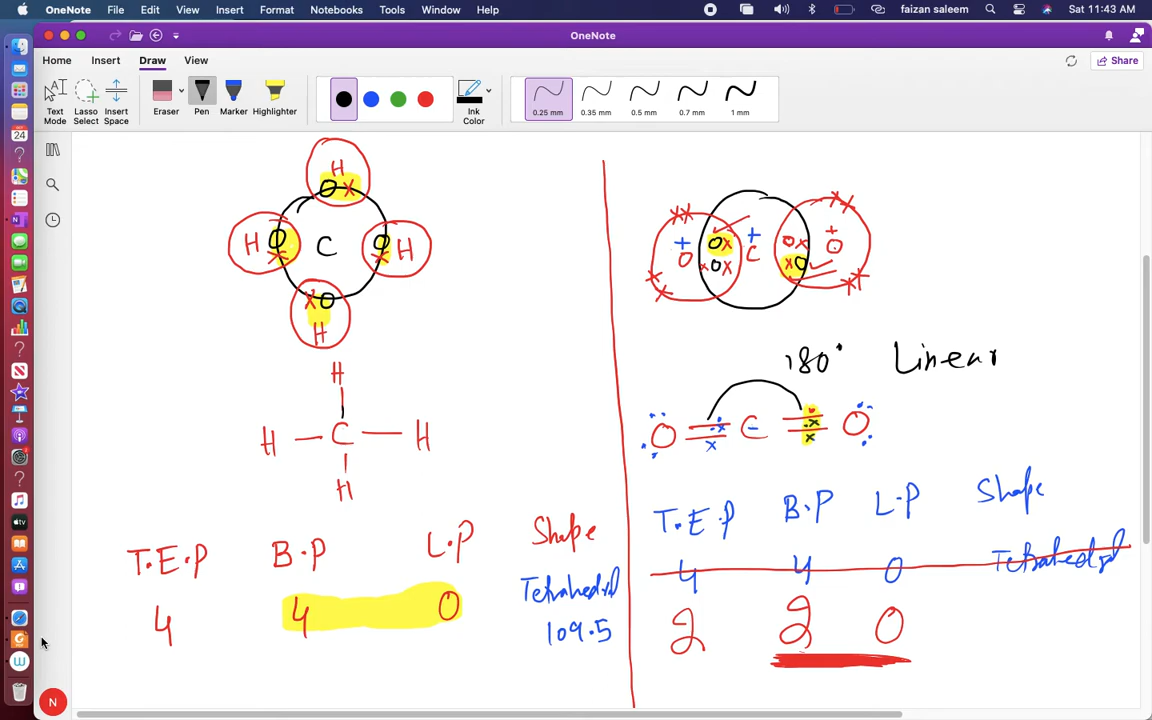 OneNote File Edit View Insert Format Notebooks Tools Window Help faizan saleem Sat 11:43 AM
OneNote
Home Insert Draw View Share
Text Mode Lasso Select Insert Space Eraser Pen Marker Highlighter Ink Color 0.25 mm 0.35 mm 0.5 mm 0.7 mm 1 mm
24
H
H C H
H
H
H C H
H
T.E.P B.P L.P Shape
4 4 0 Tetrahedral
109.5
O C O
180° Linear
O = C = O
T.E.P B.P L.P Shape
4 4 0 Tetrahedral
2 2 0
N